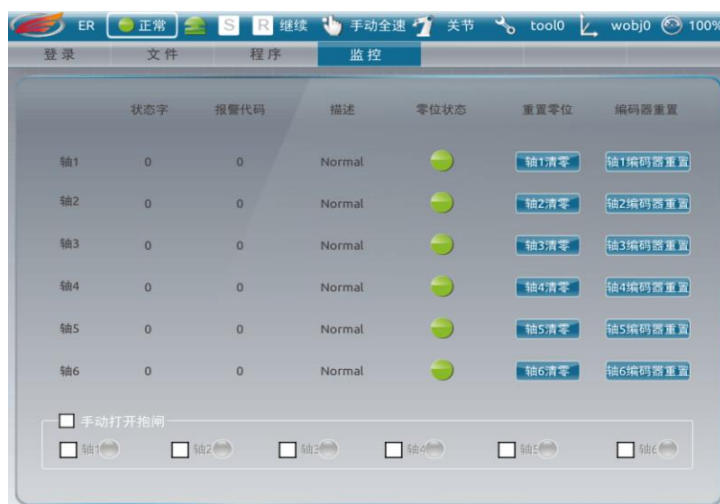 ER 正常 S R 继续 手动全速 关节 tool0 wobj0 100%
登录 文件 程序 监控
状态字 报警代码 描述 零位状态 重置零位 编码器重置
轴1 0 0 Normal 轴1清零 轴1编码器重置
轴2 0 0 Normal 轴2清零 轴2编码器重置
轴3 0 0 Normal 轴3清零 轴3编码器重置
轴4 0 0 Normal 轴4清零 轴4编码器重置
轴5 0 0 Normal 轴5清零 轴5编码器重置
轴6 0 0 Normal 轴6清零 轴6编码器重置
手动打开抱闸
轴1 轴2 轴3 轴4 轴5 轴6